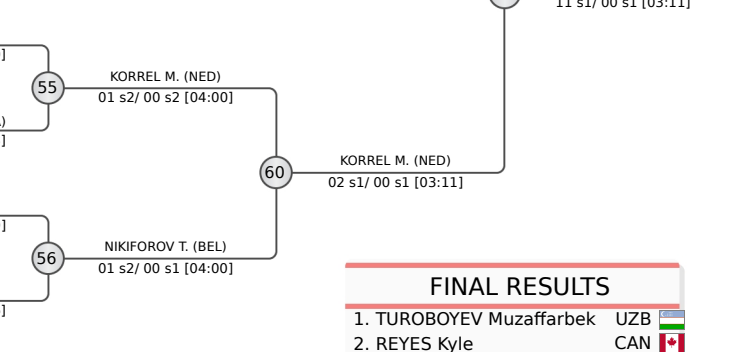 11 s1/ 00 s1 [03:11]
55
KORREL M. (NED)
01 s2/ 00 s2 [04:00]
60
KORREL M. (NED)
02 s1/ 00 s1 [03:11]
56
NIKIFOROV T. (BEL)
01 s2/ 00 s1 [04:00]
FINAL RESULTS
1. TUROBOYEV Muzaffarbek UZB
2. REYES Kyle CAN